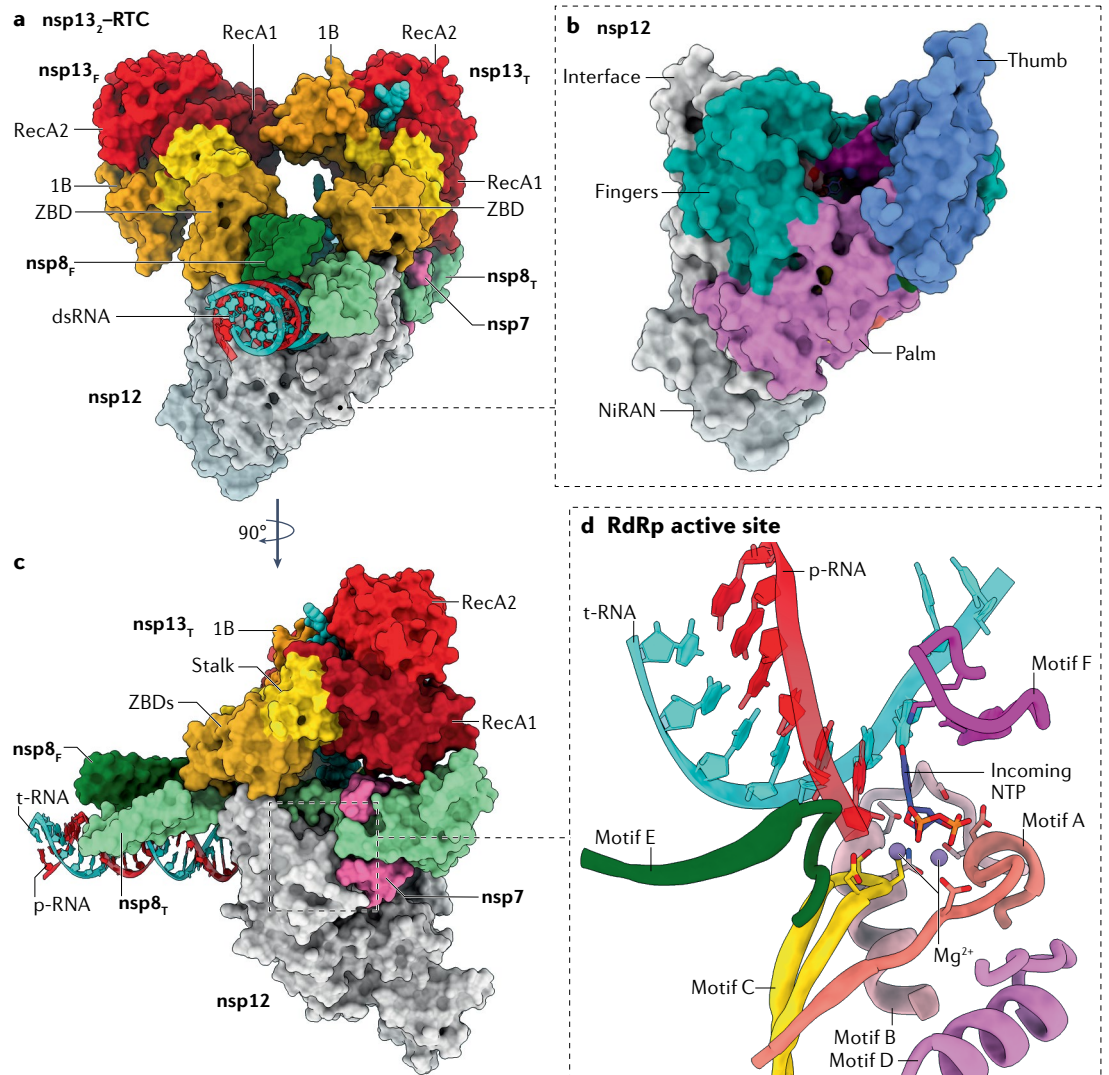 a nsp13₂–RTC
RecA1
1B
RecA2
nsp13F
nsp13T
RecA2
1B
ZBD
RecA1
ZBD
nsp8F
nsp8T
dsRNA
nsp7
nsp12
90°
b nsp12
Interface
Thumb
Fingers
Palm
NiRAN
c
RecA2
nsp13T
1B
Stalk
ZBDs
RecA1
nsp8F
t-RNA
p-RNA
nsp8T
nsp7
nsp12
d RdRp active site
p-RNA
t-RNA
Motif F
Incoming
NTP
Motif A
Motif E
Mg²⁺
Motif C
Motif B
Motif D